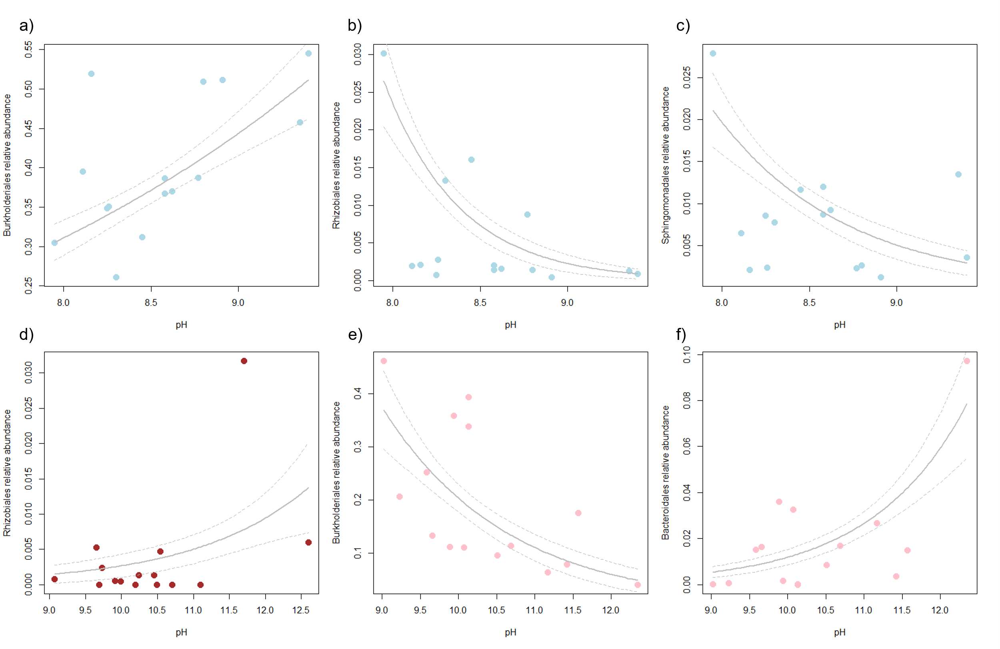 a)
Burkholderiales relative abundance
0.55
0.50
0.45
0.40
0.35
0.30
0.25
8.0 8.5 9.0
pH
b)
Rhizobiales relative abundance
0.030
0.025
0.020
0.015
0.010
0.005
0.000
8.0 8.5 9.0
pH
c)
Sphingomonadales relative abundance
0.025
0.020
0.015
0.010
0.005
8.0 8.5 9.0
pH
d)
Rhizobiales relative abundance
0.030
0.025
0.020
0.015
0.010
0.005
0.000
9.0 9.5 10.0 10.5 11.0 11.5 12.0 12.5
pH
e)
Burkholderiales relative abundance
0.4
0.3
0.2
0.1
9.0 9.5 10.0 10.5 11.0 11.5 12.0
pH
f)
Bacteroidales relative abundance
0.10
0.08
0.06
0.04
0.02
0.00
9.0 9.5 10.0 10.5 11.0 11.5 12.0
pH